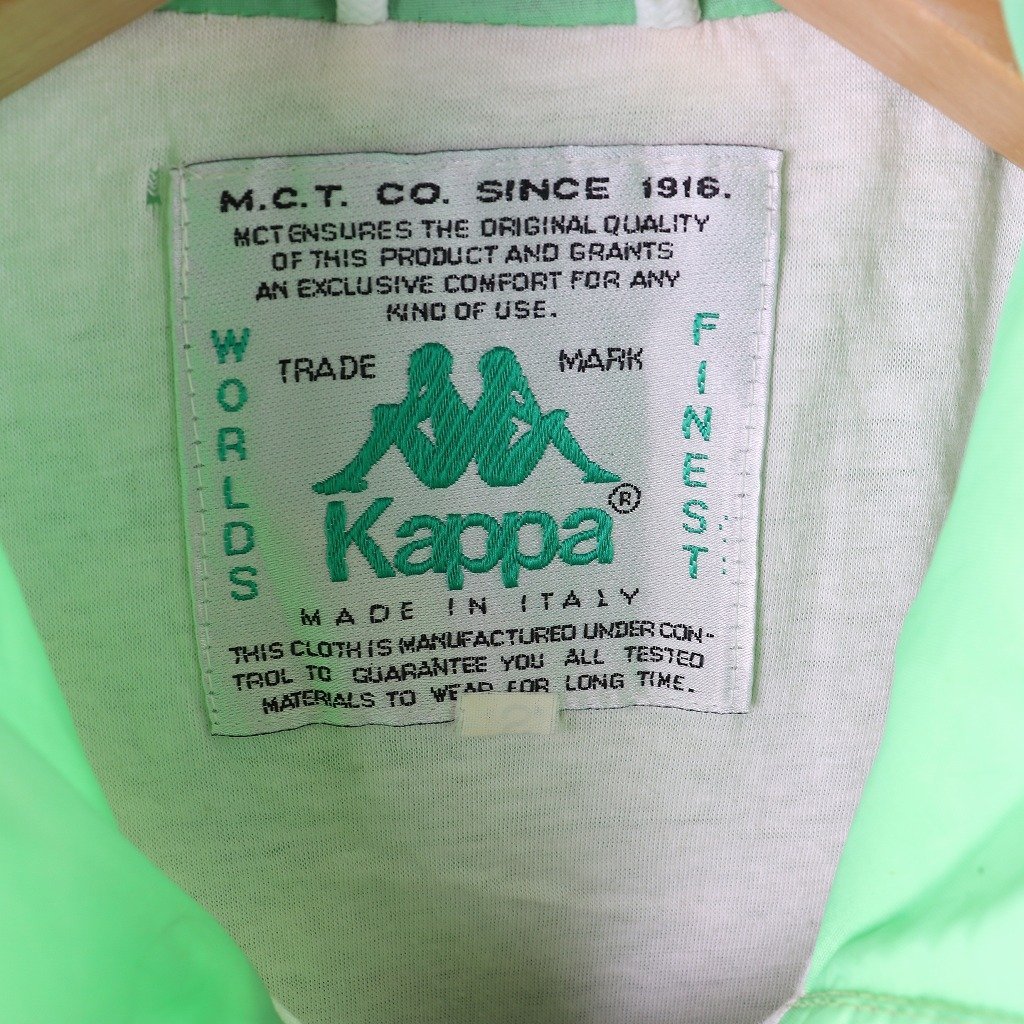 M.C.T. CO. SINCE 1916.
MCT ENSURES THE ORIGINAL QUALITY
OF THIS PRODUCT AND GRANTS
AN EXCLUSIVE COMFORT FOR ANY
KIND OF USE.
WORLDS
TRADE MARK
FINEST
Kappa®
MADE IN ITALY
THIS CLOTH IS MANUFACTURED UNDER CON-
TROL TO GUARANTEE YOU ALL TESTED
MATERIALS TO WEAR FOR LONG TIME.